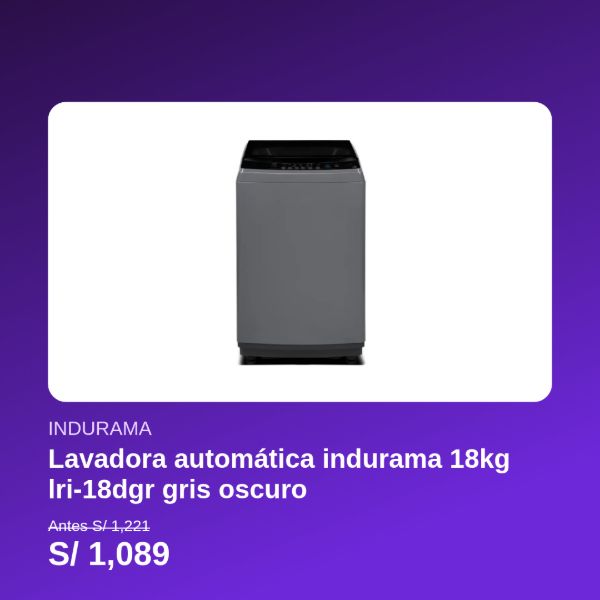 INDURAMA
Lavadora automática indurama 18kg
lri-18dgr gris oscuro
Antes S/ 1,221
S/ 1,089